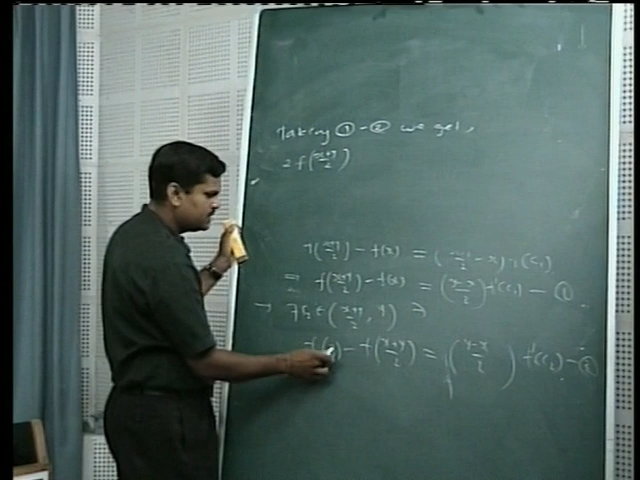 Taking ① - ② we get,
2f(x+y/2)
f(x+y/2) - f(x) = (x+y/2 - x) f'(c₁)
= f(x+y/2) - f(x) = (y-x/2) f'(c₁) - ①
→ ∃ c₂ ∈ (x+y/2, y) ∋
- f(x+y/2) = (y-x/2) f'(c₂) - ②